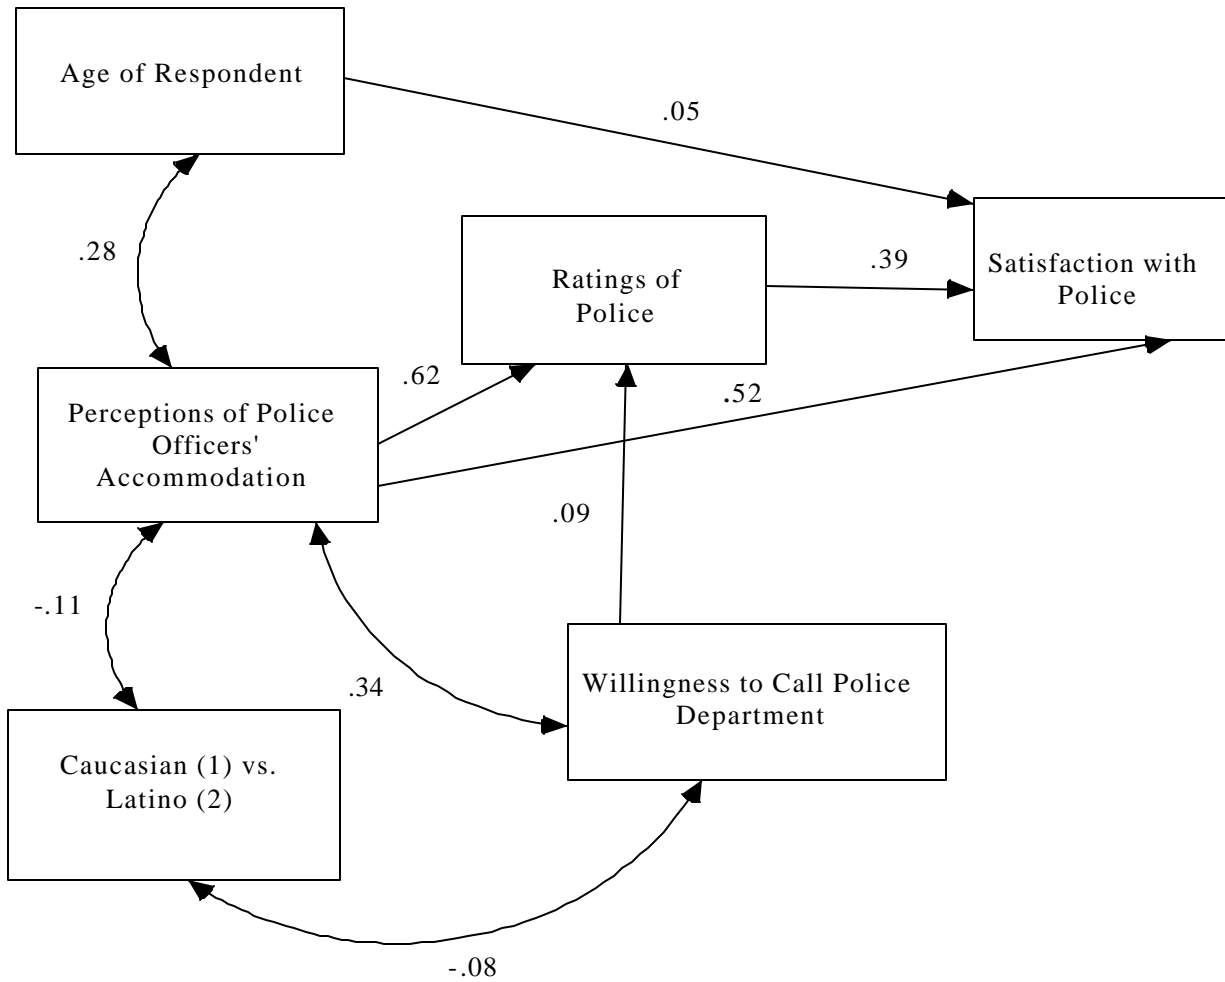 Age of Respondent
.05
.28
Ratings of
Police
.39
Satisfaction with
Police
.62
.52
Perceptions of Police
Officers'
Accommodation
.09
-.11
.34
Willingness to Call Police
Department
Caucasian (1) vs.
Latino (2)
-.08